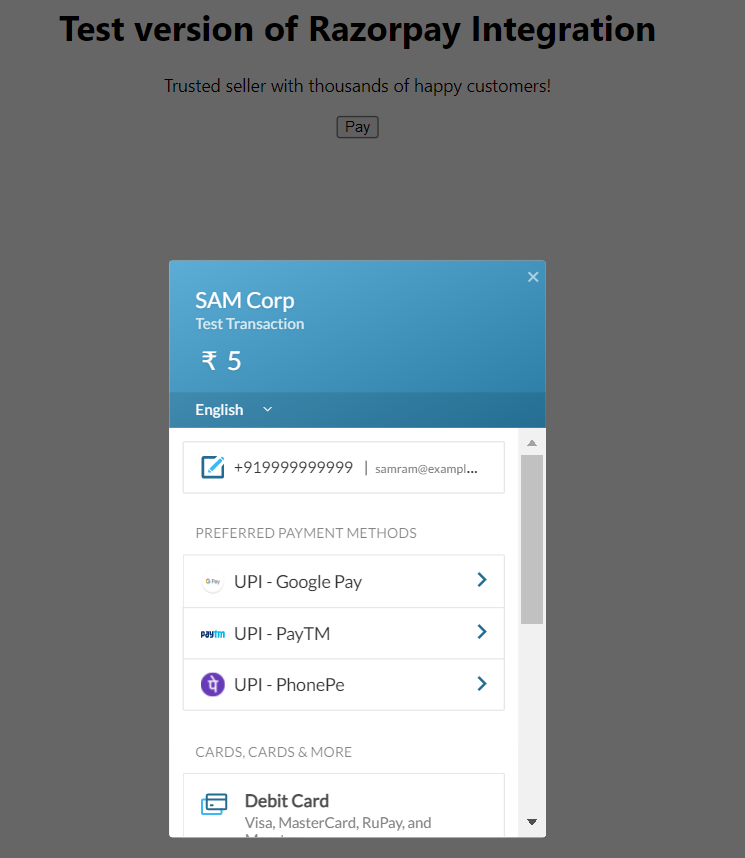 Test version of Razorpay Integration
Trusted seller with thousands of happy customers!
Pay
SAM Corp
Test Transaction
₹ 5
English
+919999999999 | samram@exampl...
PREFERRED PAYMENT METHODS
G Pay UPI - Google Pay
paytm UPI - PayTM
पे UPI - PhonePe
CARDS, CARDS & MORE
Debit Card
Visa, MasterCard, RuPay, and